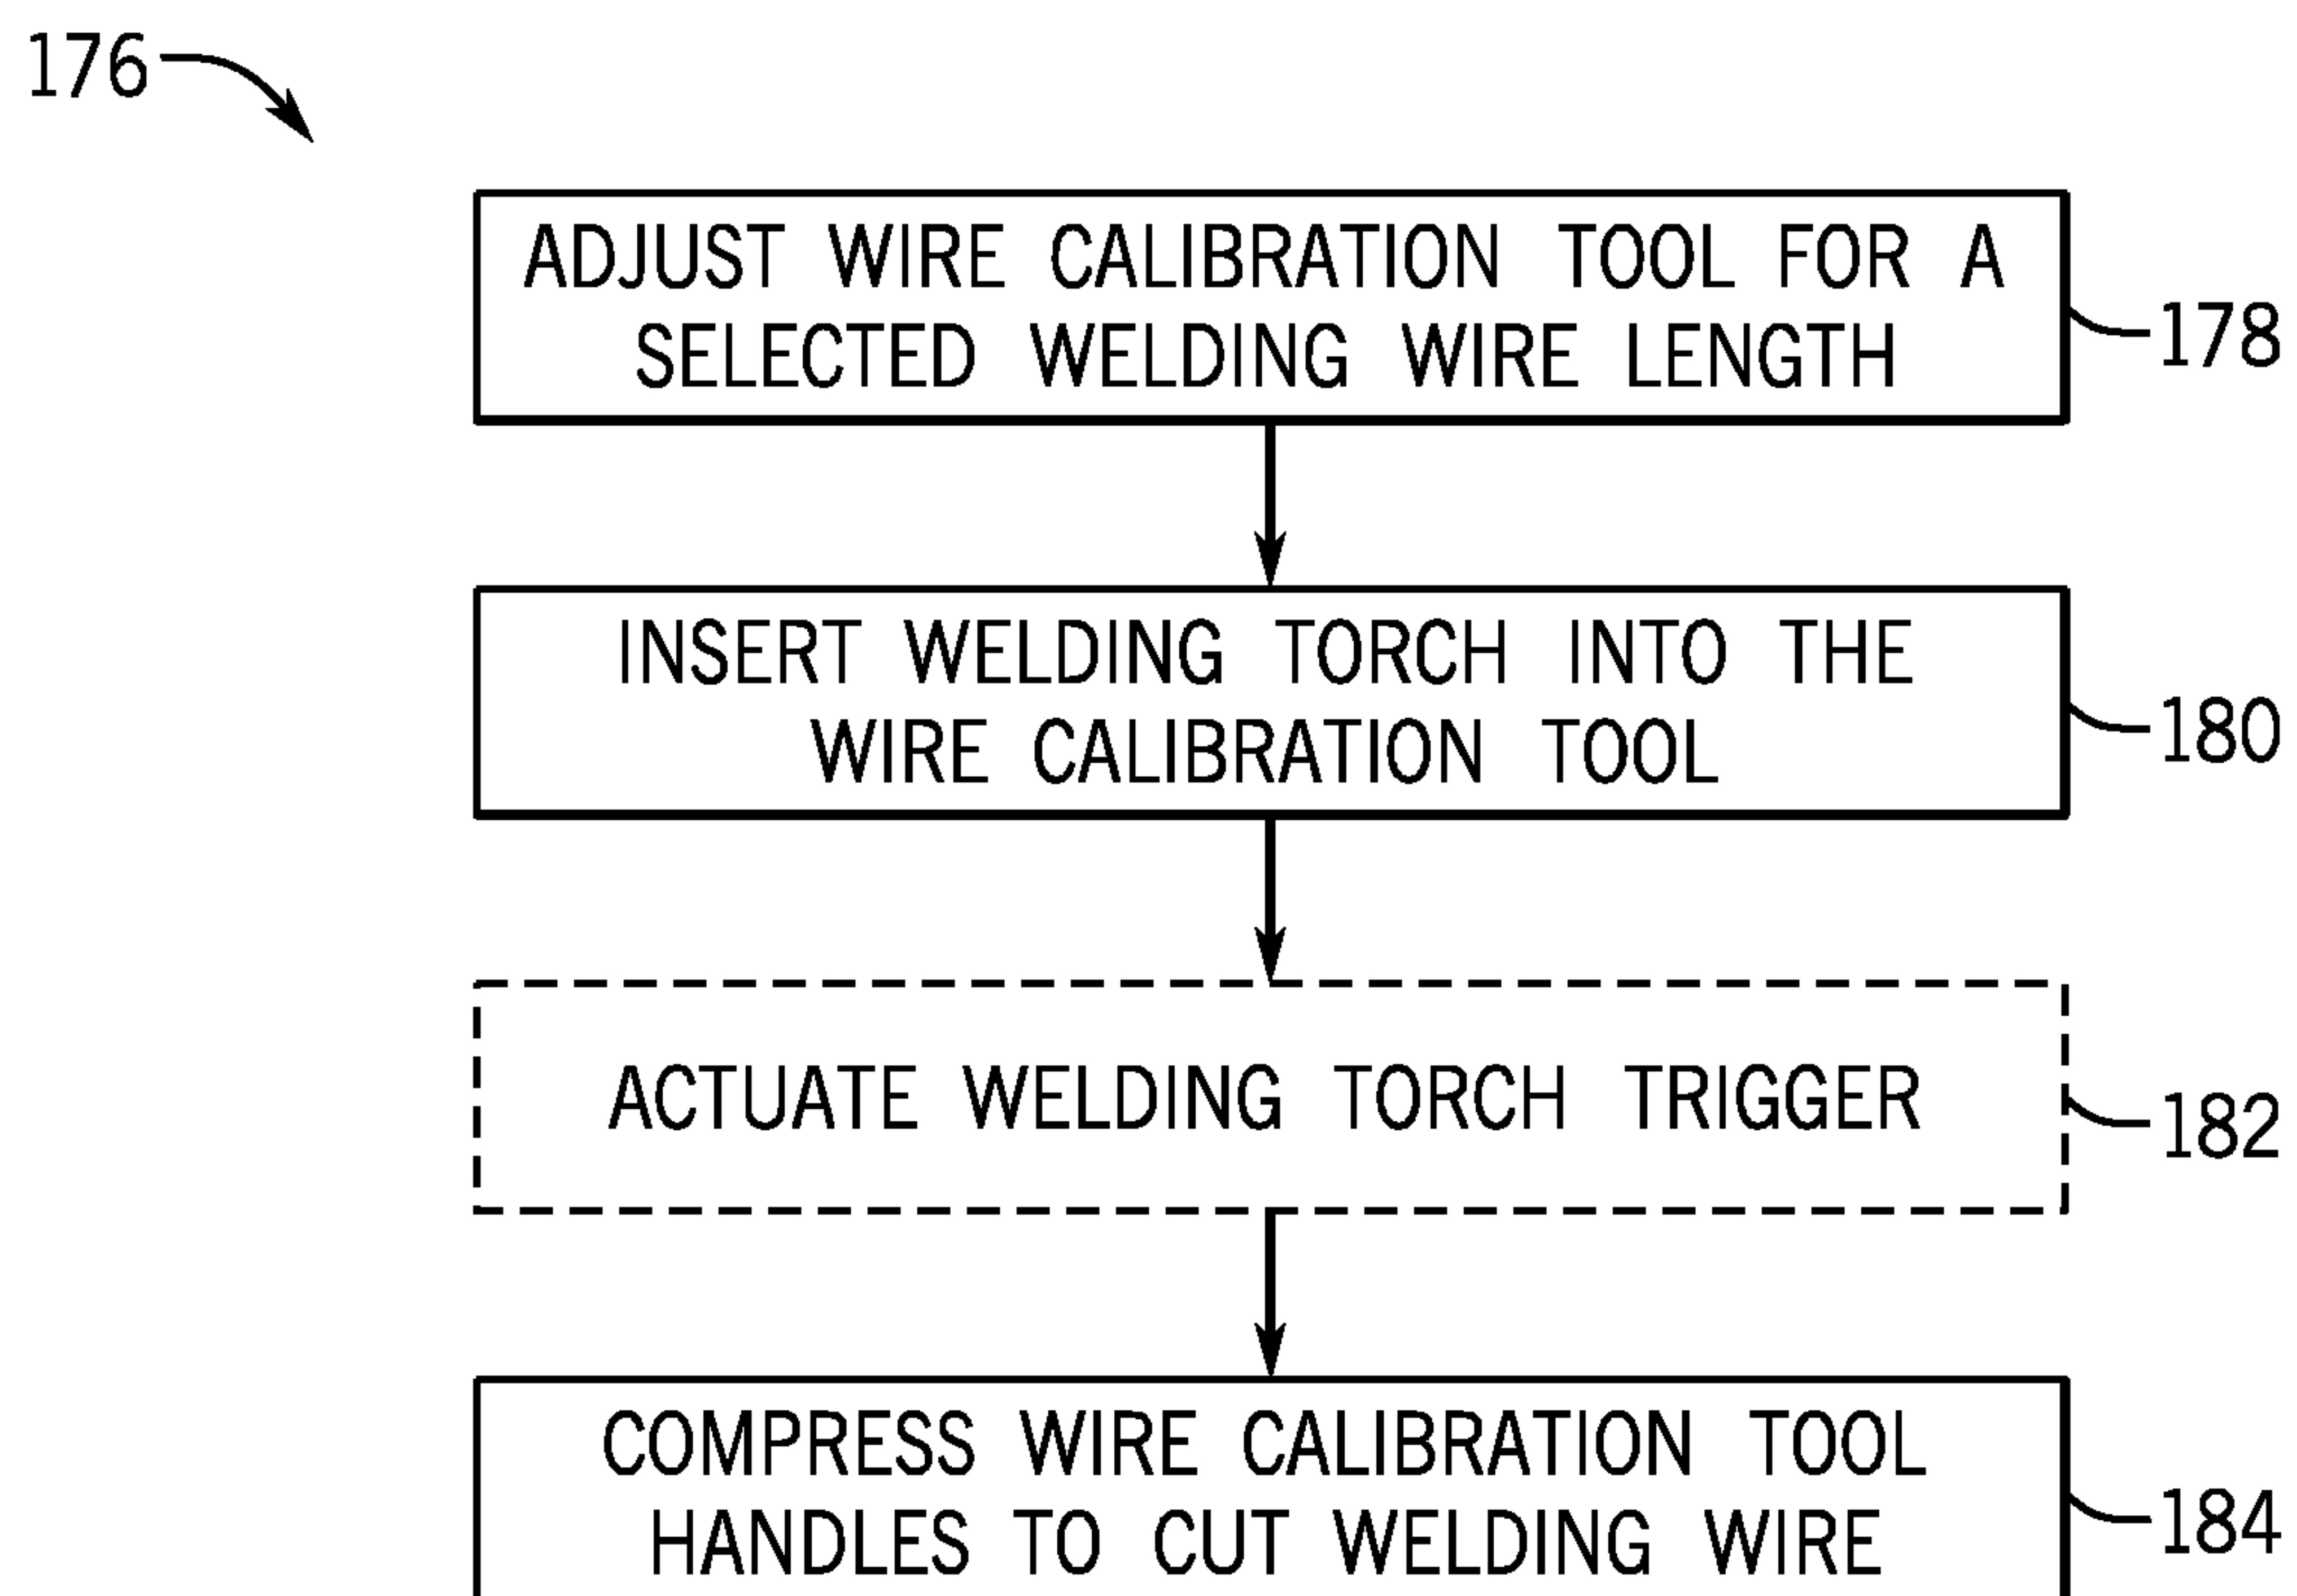 176
ADJUST WIRE CALIBRATION TOOL FOR A
SELECTED WELDING WIRE LENGTH
178
INSERT WELDING TORCH INTO THE
WIRE CALIBRATION TOOL
180
ACTUATE WELDING TORCH TRIGGER
182
COMPRESS WIRE CALIBRATION TOOL
HANDLES TO CUT WELDING WIRE
184